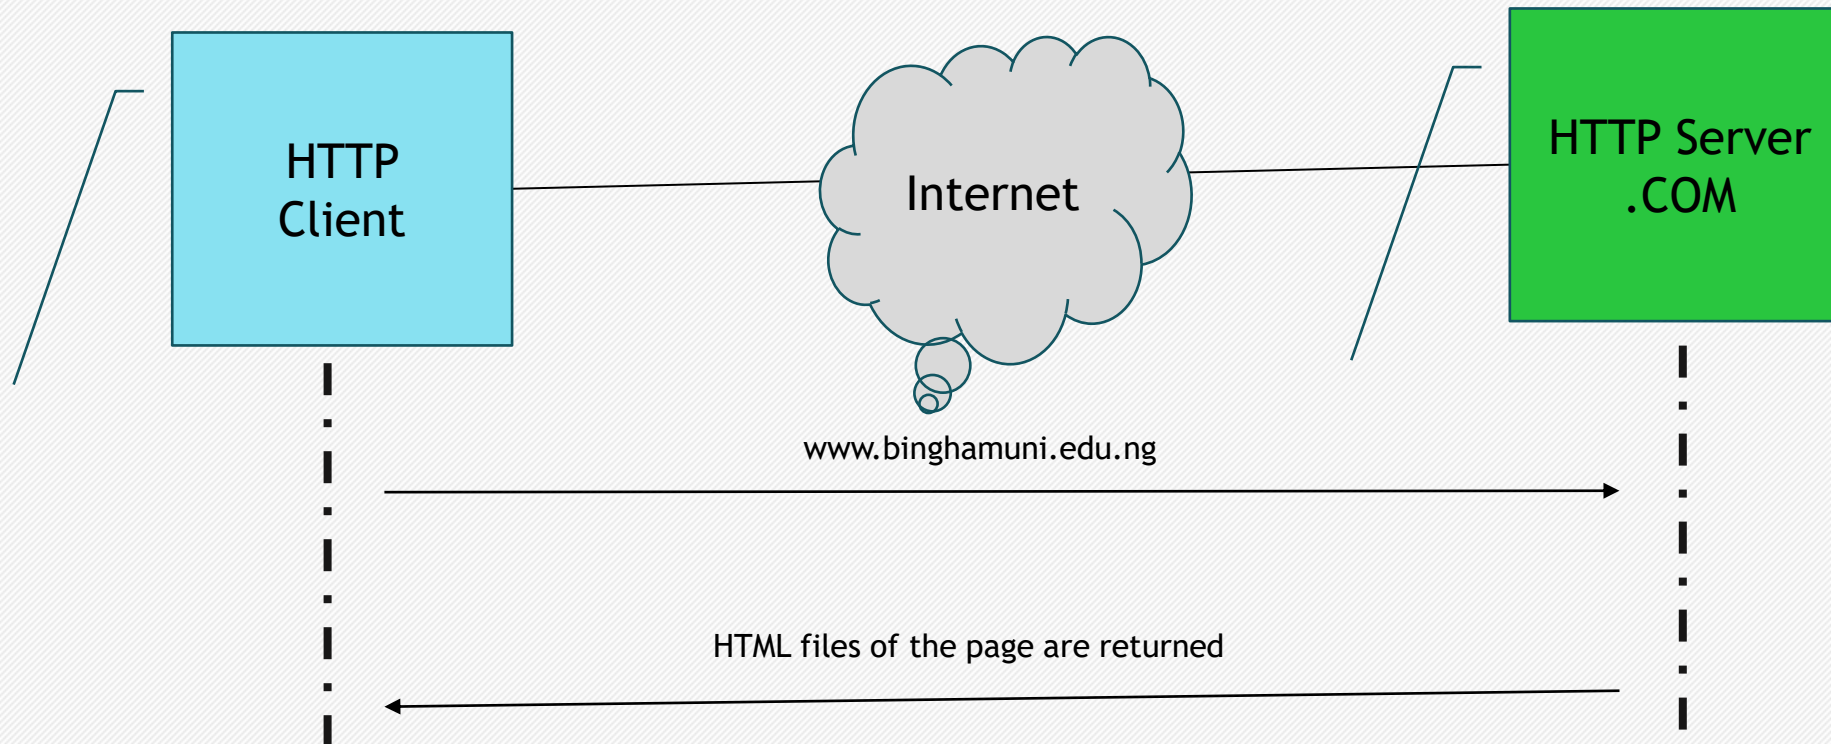 HTTP
Client
Internet
HTTP Server
.COM
www.binghamuni.edu.ng
HTML files of the page are returned